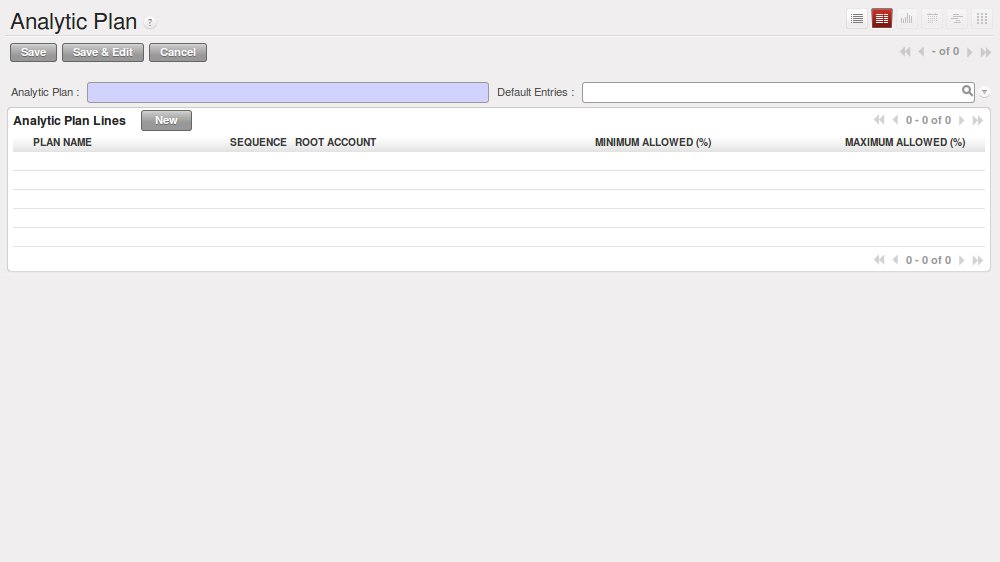 Analytic Plan ?
Save Save & Edit Cancel - of 0
Analytic Plan : Default Entries :
Analytic Plan Lines New 0 - 0 of 0
PLAN NAME SEQUENCE ROOT ACCOUNT MINIMUM ALLOWED (%) MAXIMUM ALLOWED (%)
0 - 0 of 0